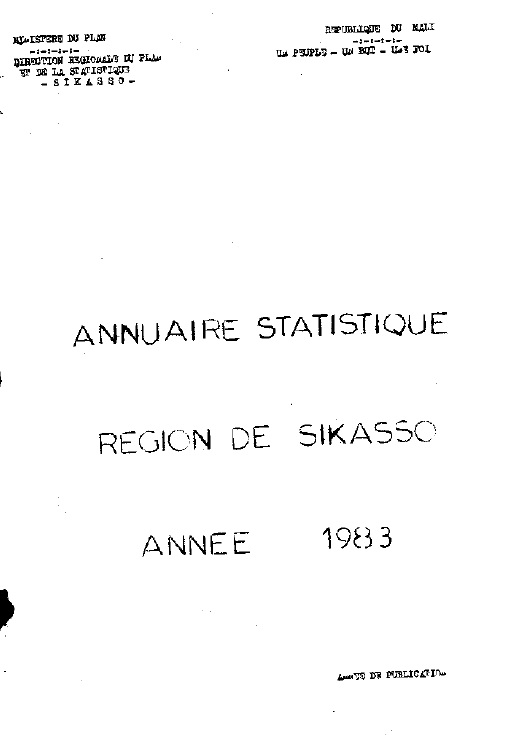 MINISTERE DU PLAN
-:-:-:-:-
DIRECTION REGIONALE DU PLAN
ET DE LA STATISTIQUE
- S I K A S S O -
REPUBLIQUE DU MALI
-:-:-:-:-
UN PEUPLE - UN BUT - UNE FOI
ANNUAIRE STATISTIQUE
REGION DE SIKASSO
ANNEE 1983
ANNEE DE PUBLICATION